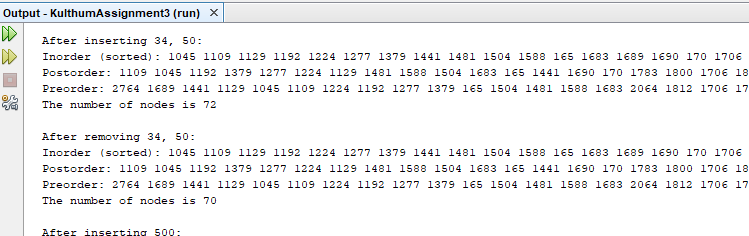 Output - KulthumAssignment3 (run) ×
After inserting 34, 50:
Inorder (sorted): 1045 1109 1129 1192 1224 1277 1379 1441 1481 1504 1588 165 1683 1689 1690 170 1706
Postorder: 1109 1045 1192 1379 1277 1224 1129 1481 1588 1504 1683 165 1441 1690 170 1783 1800 1706 18
Preorder: 2764 1689 1441 1129 1045 1109 1224 1192 1277 1379 165 1504 1481 1588 1683 2064 1812 1706 17
The number of nodes is 72
After removing 34, 50:
Inorder (sorted): 1045 1109 1129 1192 1224 1277 1379 1441 1481 1504 1588 165 1683 1689 1690 170 1706
Postorder: 1109 1045 1192 1379 1277 1224 1129 1481 1588 1504 1683 165 1441 1690 170 1783 1800 1706 18
Preorder: 2764 1689 1441 1129 1045 1109 1224 1192 1277 1379 165 1504 1481 1588 1683 2064 1812 1706 17
The number of nodes is 70
After inserting 500: